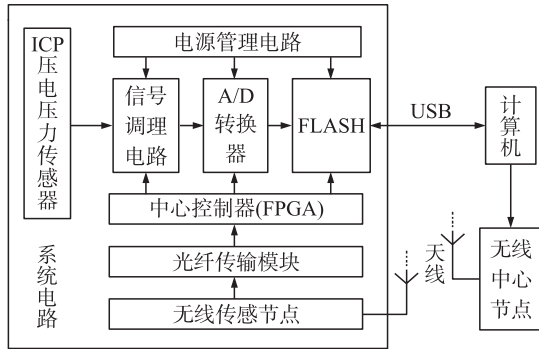 ICP
压电压力传感器
电源管理电路
信号
调理
电路
A/D
转换
器
FLASH
USB
计算机
中心控制器(FPGA)
光纤传输模块
无线传感节点
系统电路
天线
无线
中心
节点